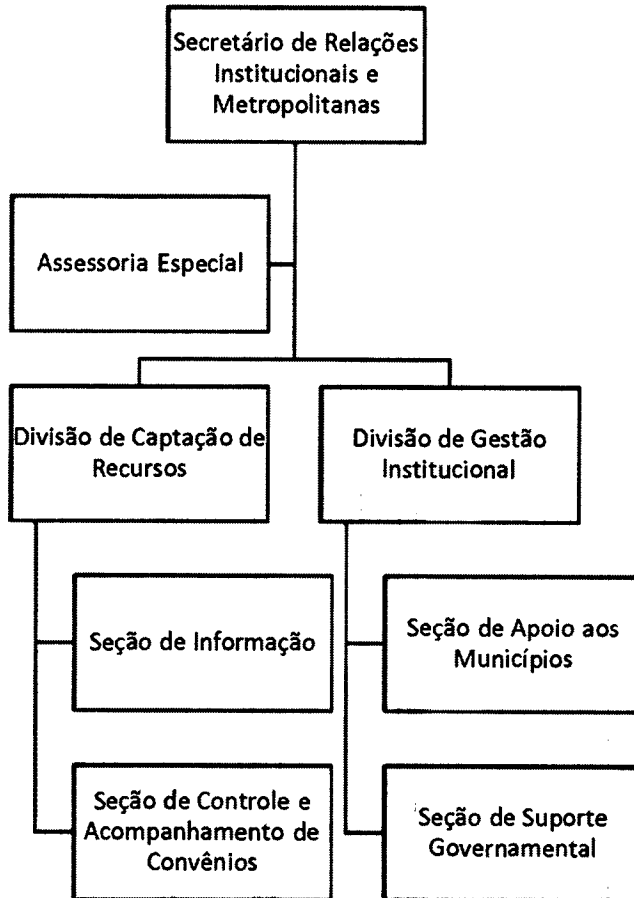 Secretário de Relações
Institucionais e
Metropolitanas
Assessoria Especial
Divisão de Captação de
Recursos
Divisão de Gestão
Institucional
Seção de Informação
Seção de Apoio aos
Municípios
Seção de Controle e
Acompanhamento de
Convênios
Seção de Suporte
Governamental